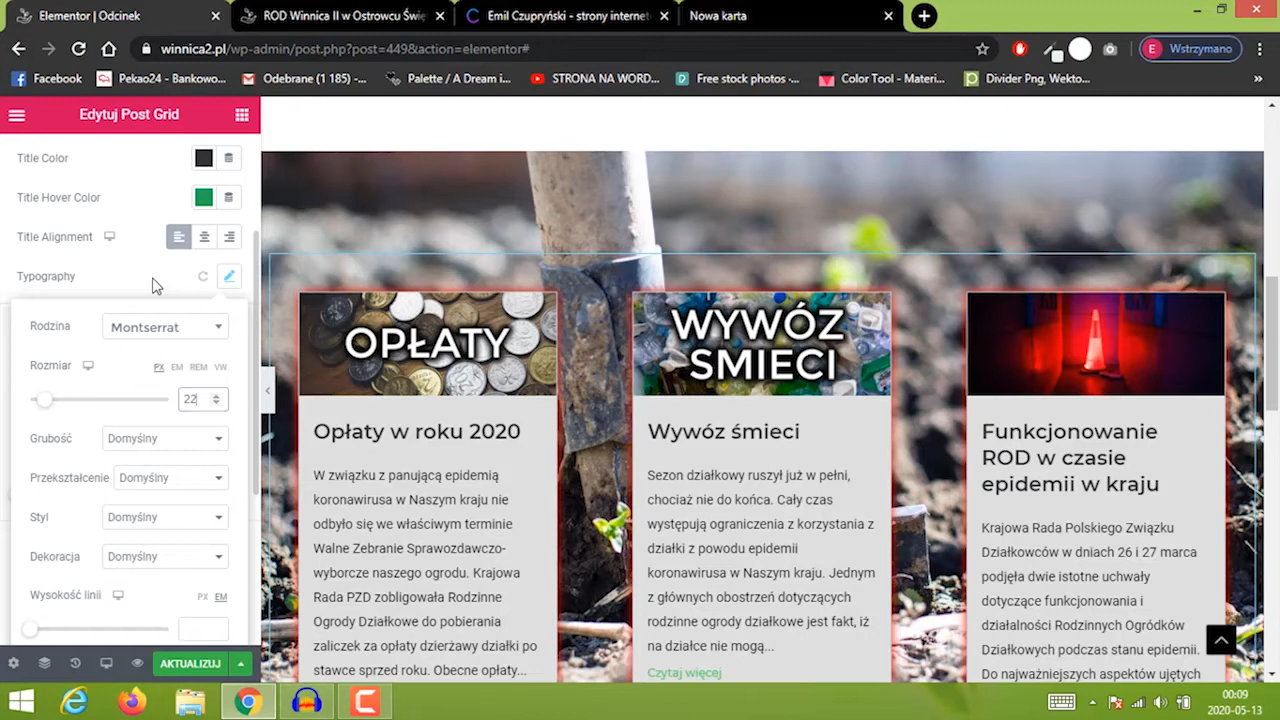 Elementor | Odcinek
ROD Winnica II w Ostrowcu Świę
Emil Czupryński - strony internet
Nowa karta
winnica2.pl/wp-admin/post.php?post=449&action=elementor#
E Wstrzymano
Facebook
Pekao24 - Bankowo...
Odebrane (1 185) -...
Palette / A Dream i...
STRONA NA WORD...
Free stock photos -...
Color Tool - Materi...
Divider Png, Wekto...
»
Edytuj Post Grid
Title Color
Title Hover Color
Title Alignment
Typography
Rodzina
Montserrat
Rozmiar
PX EM REM VW
22
Grubość
Domyślny
Przekształcenie
Domyślny
Styl
Domyślny
Dekoracja
Domyślny
Wysokość linii
PX EM
AKTUALIZUJ
OPŁATY
Opłaty w roku 2020
W związku z panującą epidemią
koronawirusa w Naszym kraju nie
odbyło się we właściwym terminie
Walne Zebranie Sprawozdawczo-
wyborcze naszego ogrodu. Krajowa
Rada PZD zobligowała Rodzinne
Ogrody Działkowe do pobierania
zaliczek za opłaty dzierżawy działki po
stawce sprzed roku. Obecne opłaty...
WYWÓZ
SMIECI
Wywóz śmieci
Sezon działkowy ruszył już w pełni,
chociaż nie do końca. Cały czas
występują ograniczenia z korzystania z
działki z powodu epidemii
koronawirusa w Naszym kraju. Jednym
z głównych obostrzeń dotyczących
rodzinne ogrody działkowe jest fakt, iż
na działce nie mogą...
Czytaj więcej
Funkcjonowanie
ROD w czasie
epidemii w kraju
Krajowa Rada Polskiego Związku
Działkowców w dniach 26 i 27 marca
podjęła dwie istotne uchwały
dotyczące funkcjonowania i
działalności Rodzinnych Ogródków
Działkowych podczas stanu epidemii.
Do najważniejszych aspektów ujętych
00:09
2020-05-13